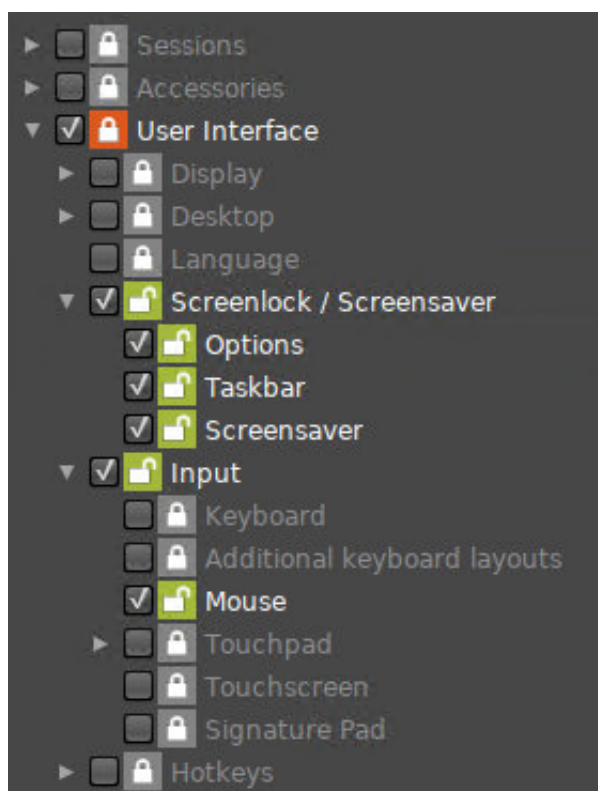 Sessions
Accessories
User Interface
Display
Desktop
Language
Screenlock / Screensaver
Options
Taskbar
Screensaver
Input
Keyboard
Additional keyboard layouts
Mouse
Touchpad
Touchscreen
Signature Pad
Hotkeys